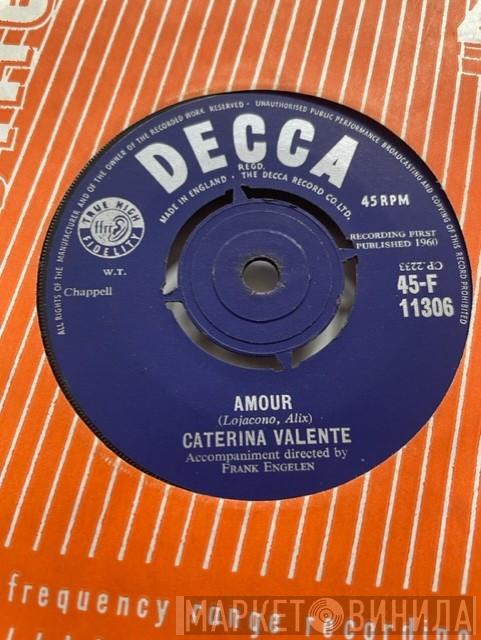 DECCA
REGD.
MADE IN ENGLAND • THE DECCA RECORD CO LTD.
ALL RIGHTS OF THE MANUFACTURER AND OF THE OWNER OF THE RECORDED WORK RESERVED • UNAUTHORISED PUBLIC PERFORMANCE BROADCASTING AND COPYING OF THIS RECORD PROHIBITED
TRUE HIGH
ffrr
FIDELITY
45 RPM
RECORDING FIRST
PUBLISHED 1960
W.T.
Chappell
CP.2233
45-F
11306
AMOUR
(Lojacono, Alix)
CATERINA VALENTE
Accompaniment directed by
FRANK ENGELEN
frequency range recording
МАРКЕТ ВИНИЛА